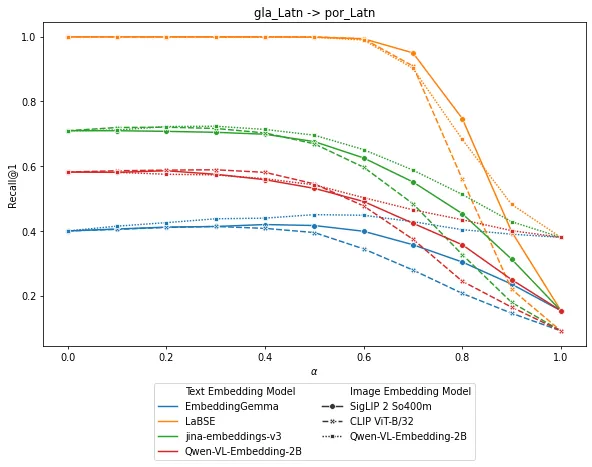 gla_Latn -> por_Latn
Recall@1
1.0
0.8
0.6
0.4
0.2
0.0 0.2 0.4 0.6 0.8 1.0
α
Text Embedding Model Image Embedding Model
EmbeddingGemma SigLIP 2 So400m
LaBSE CLIP ViT-B/32
jina-embeddings-v3 Qwen-VL-Embedding-2B
Qwen-VL-Embedding-2B